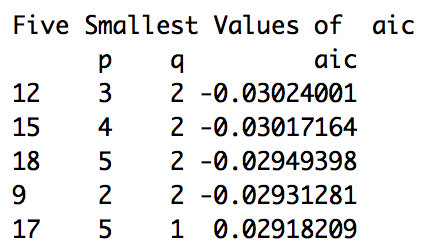 Five Smallest Values of  aic
      p    q         aic
12    3    2 -0.03024001
15    4    2 -0.03017164
18    5    2 -0.02949398
9     2    2 -0.02931281
17    5    1  0.02918209